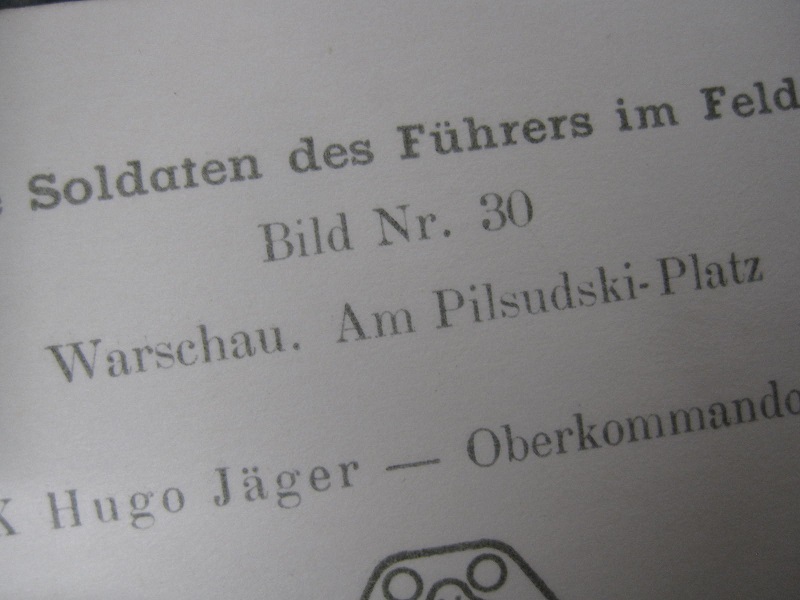 e Soldaten des Führers im Feld
Bild Nr. 30
Warschau. Am Pilsudski-Platz
K Hugo Jäger — Oberkommando